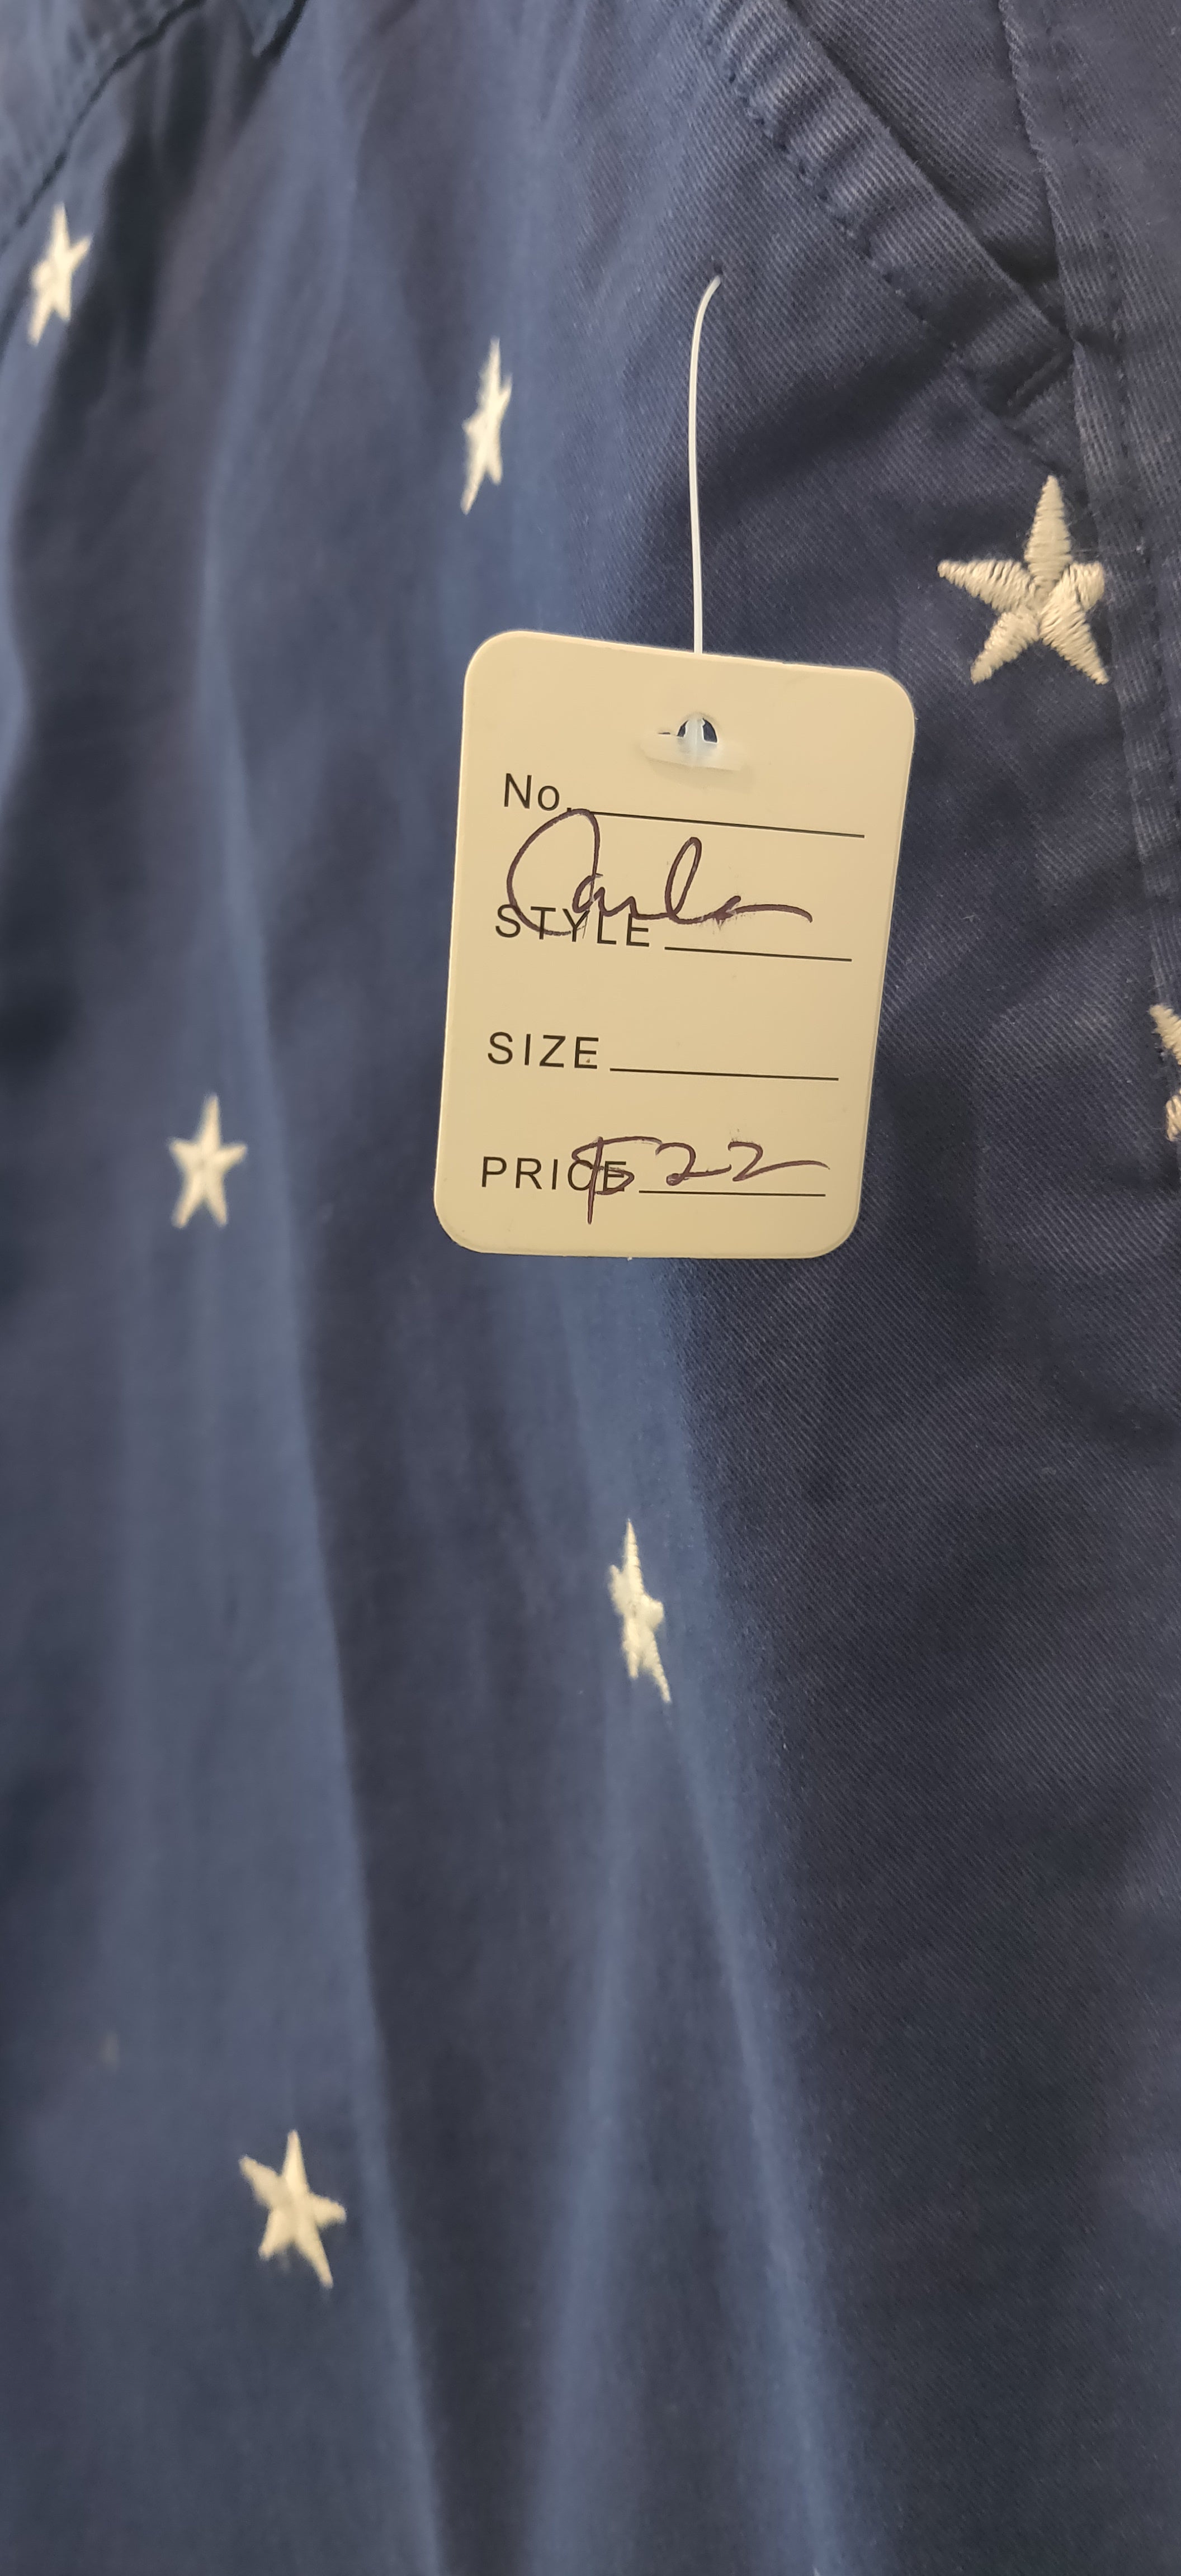 No.
Carla
STYLE
SIZE
PRICE $22